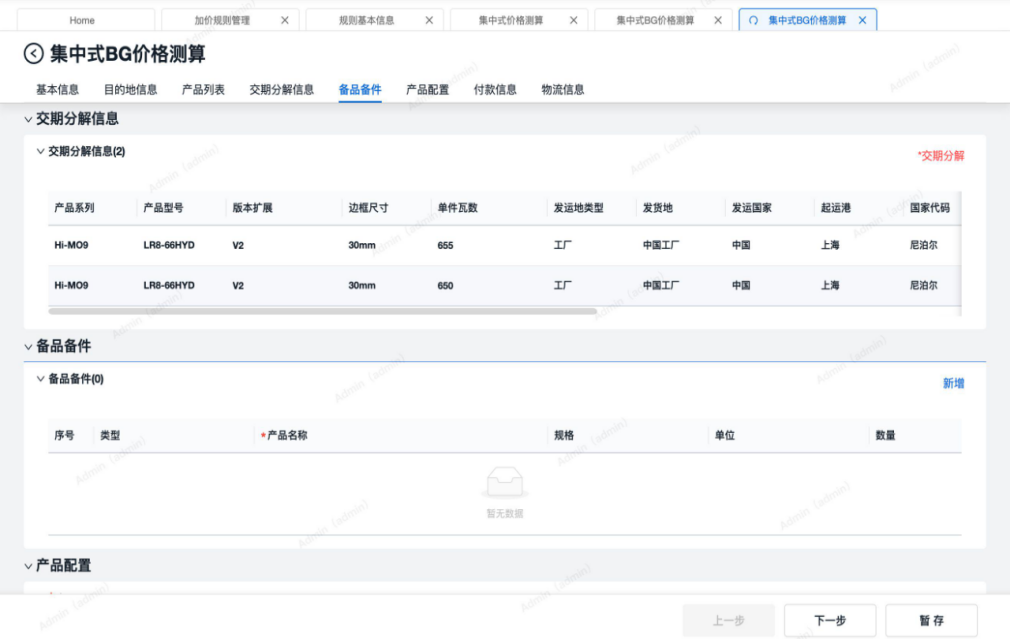 Home 加价规则管理 规则基本信息 集中式价格测算 集中式BG价格测算 集中式BG价格测算
集中式BG价格测算
基本信息 目的地信息 产品列表 交期分解信息 备品备件 产品配置 付款信息 物流信息
交期分解信息
交期分解信息(2)
*交期分解
产品系列 产品型号 版本扩展 边框尺寸 单件瓦数 发运地类型 发货地 发运国家 起运港 国家代码
Hi-MO9 LR8-66HYD V2 30mm 655 工厂 中国工厂 中国 上海 尼泊尔
Hi-MO9 LR8-66HYD V2 30mm 650 工厂 中国工厂 中国 上海 尼泊尔
备品备件
备品备件(0)
新增
序号 类型 *产品名称 规格 单位 数量
暂无数据
产品配置
上一步 下一步 暂存
Admin (admin)